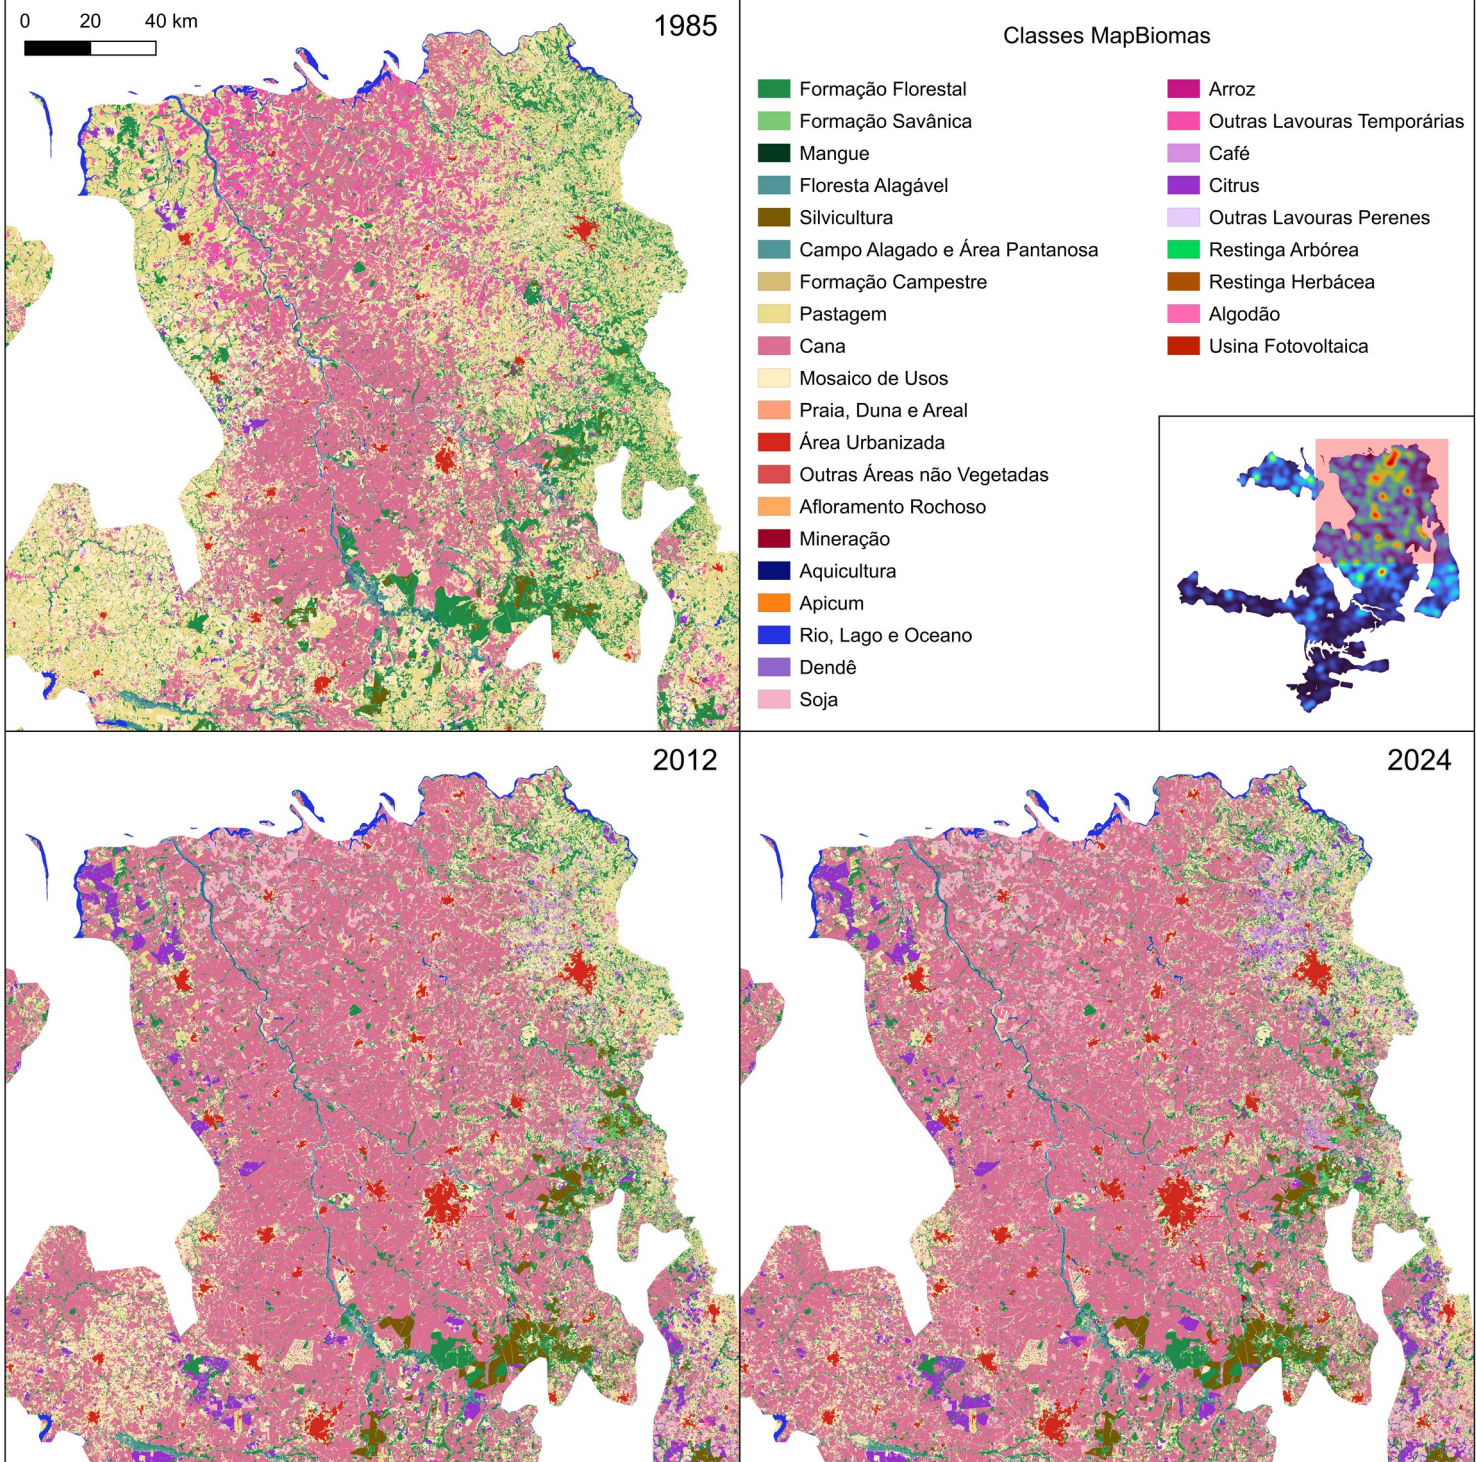 0 20 40 km
1985
Classes MapBiomas
Formação Florestal
Formação Savânica
Mangue
Floresta Alagável
Silvicultura
Campo Alagado e Área Pantanosa
Formação Campestre
Pastagem
Cana
Mosaico de Usos
Praia, Duna e Areal
Área Urbanizada
Outras Áreas não Vegetadas
Afloramento Rochoso
Mineração
Aquicultura
Apicum
Rio, Lago e Oceano
Dendê
Soja
Arroz
Outras Lavouras Temporárias
Café
Citrus
Outras Lavouras Perenes
Restinga Arbórea
Restinga Herbácea
Algodão
Usina Fotovoltaica
2012
2024